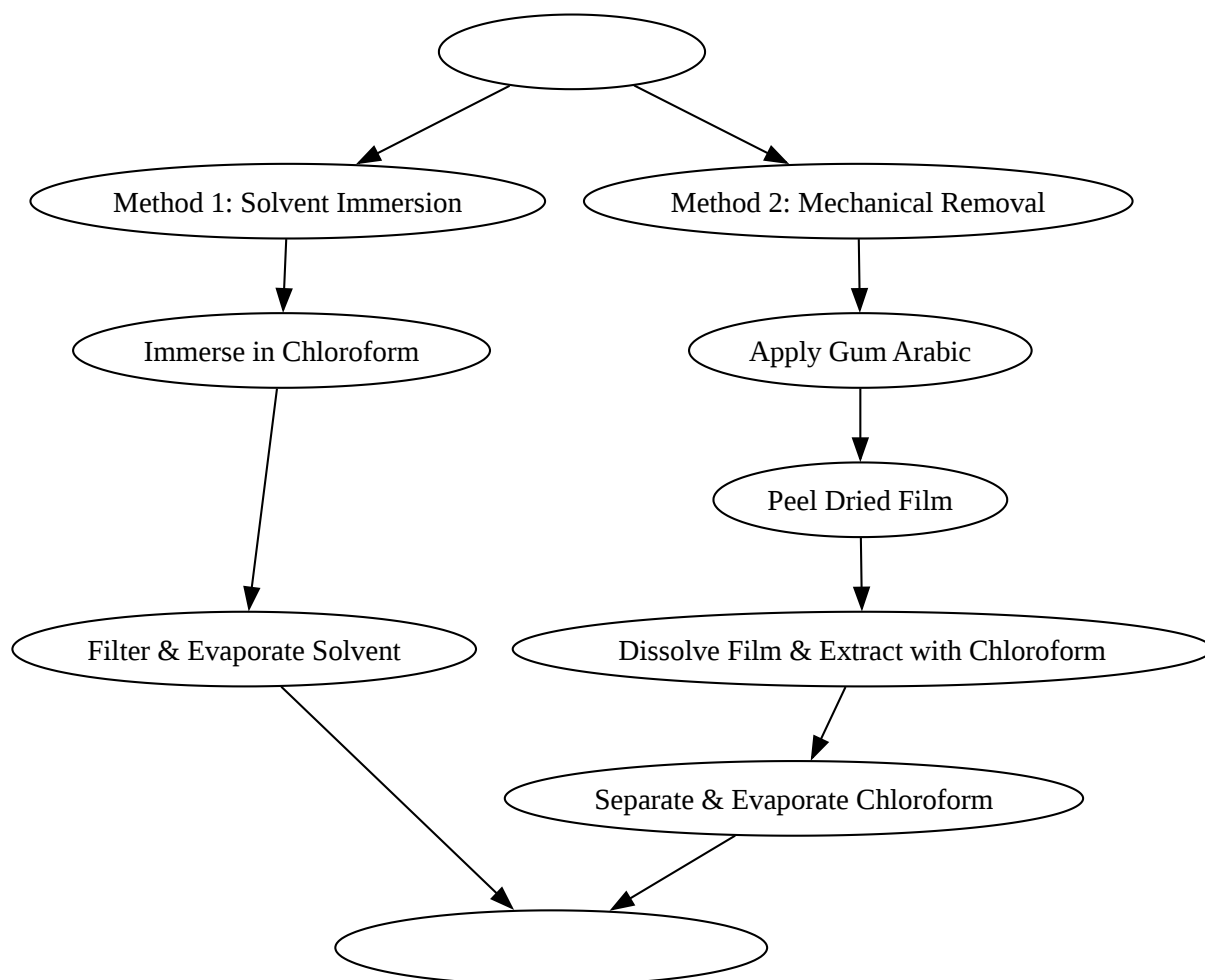 Method 1: Solvent Immersion
Method 2: Mechanical Removal
Immerse in Chloroform
Apply Gum Arabic
Peel Dried Film
Filter & Evaporate Solvent
Dissolve Film & Extract with Chloroform
Separate & Evaporate Chloroform